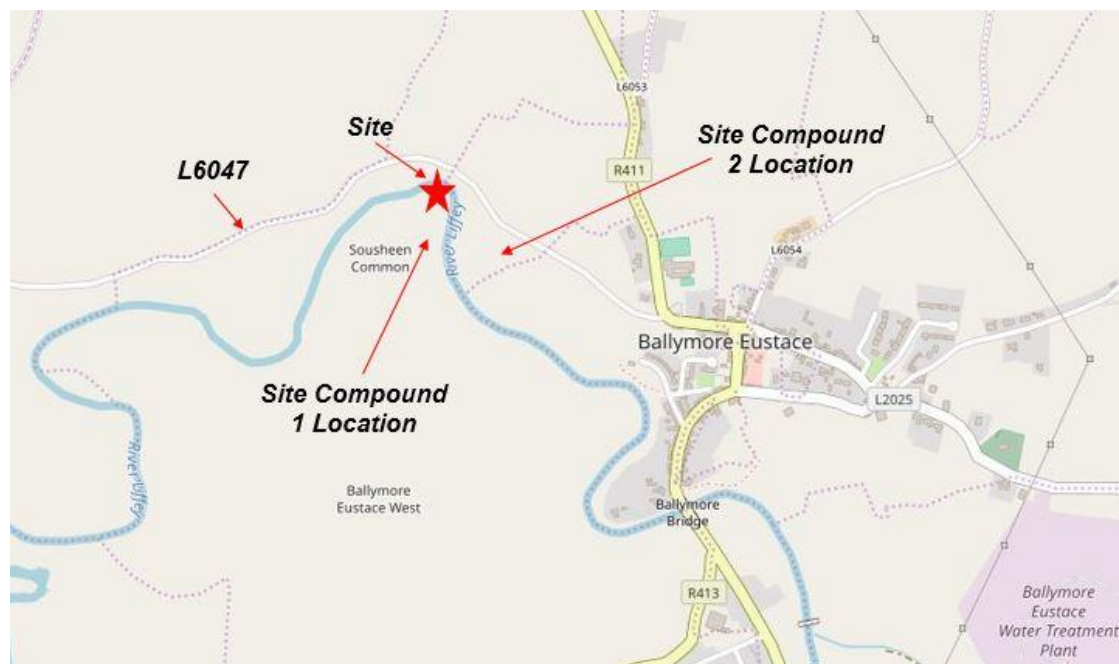 L6053
Site
Site Compound
2 Location
R411
L6047
River Liffey
Sousheen
Common
L6054
Ballymore Eustace
Site Compound
1 Location
L2025
River Liffey
Ballymore
Eustace West
Ballymore
Bridge
R413
Ballymore
Eustace
Water Treatment
Plant